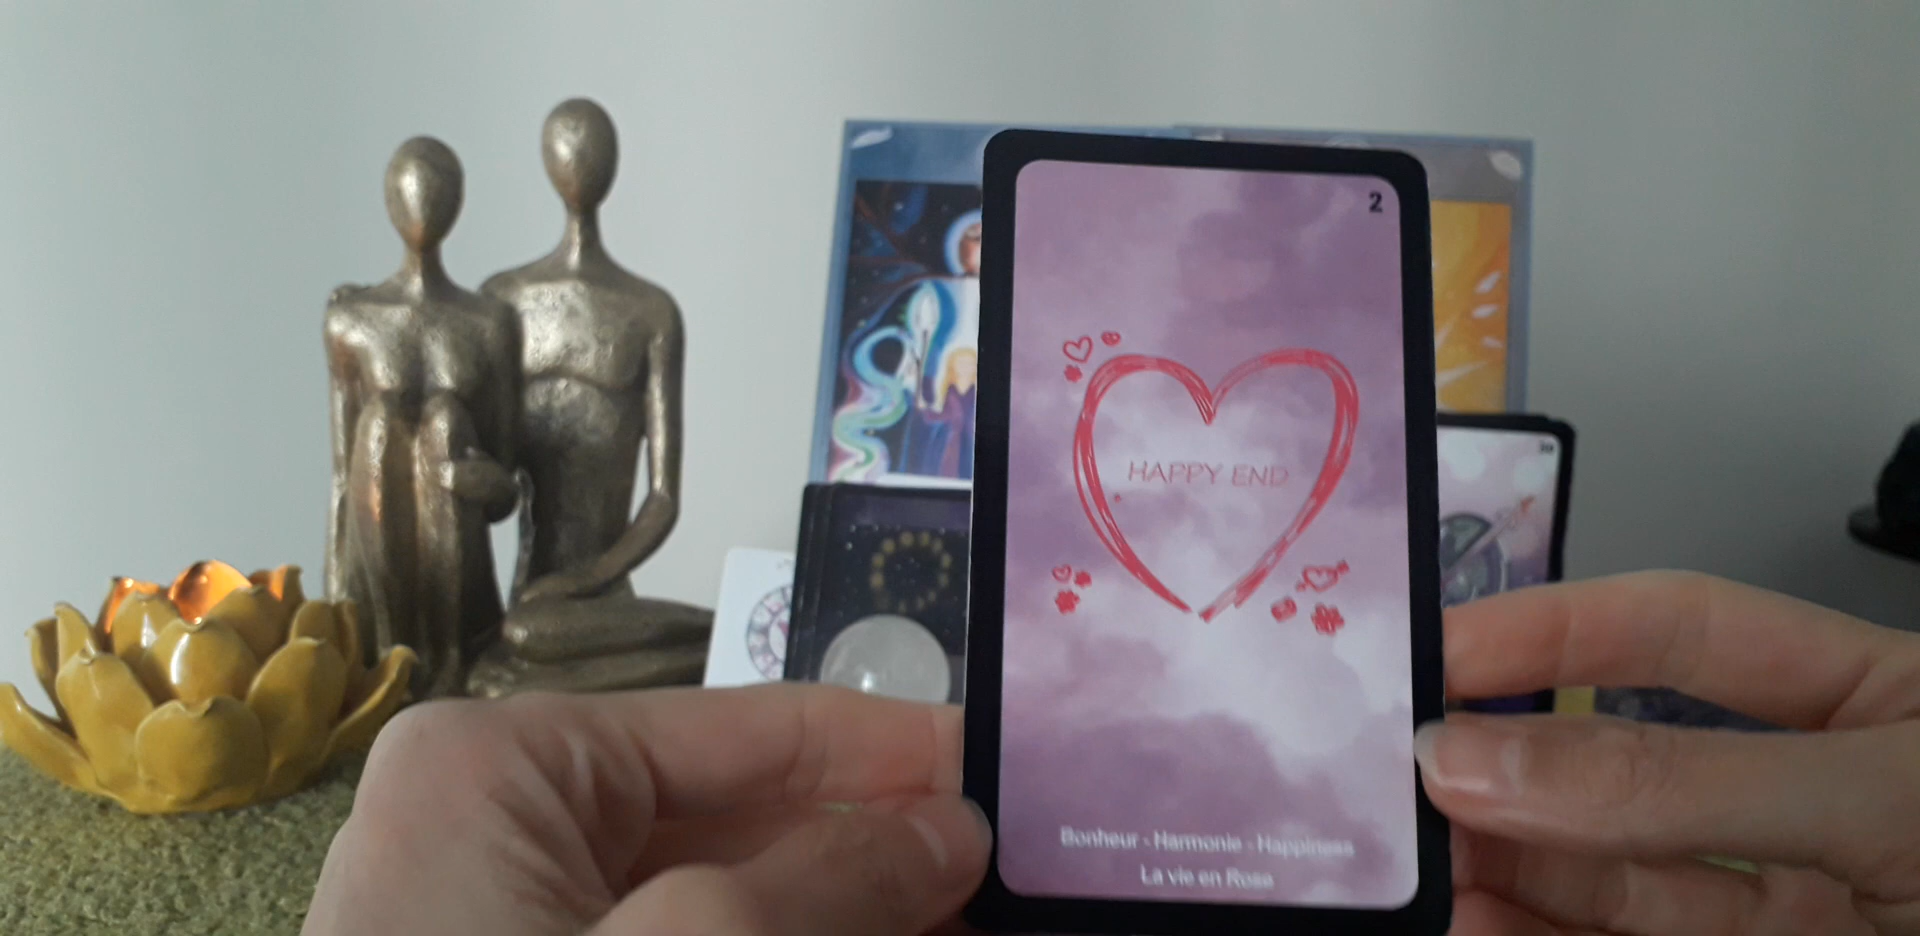 2
HAPPY END
Bonheur - Harmonie - Happiness
La vie en Rose